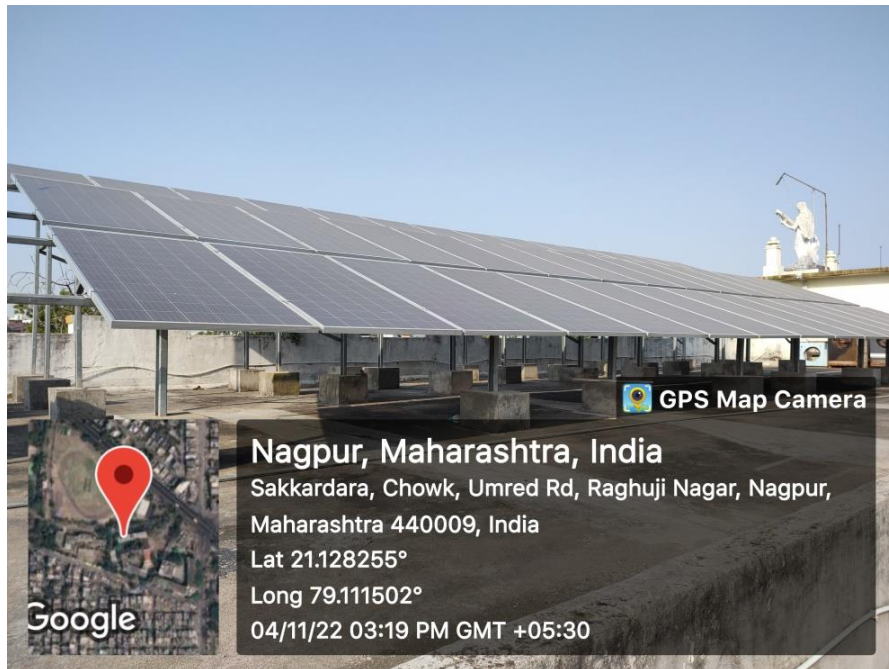 GPS Map Camera
Nagpur, Maharashtra, India
Sakkardara, Chowk, Umred Rd, Raghuji Nagar, Nagpur,
Maharashtra 440009, India
Lat 21.128255°
Long 79.111502°
04/11/22 03:19 PM GMT +05:30
Google